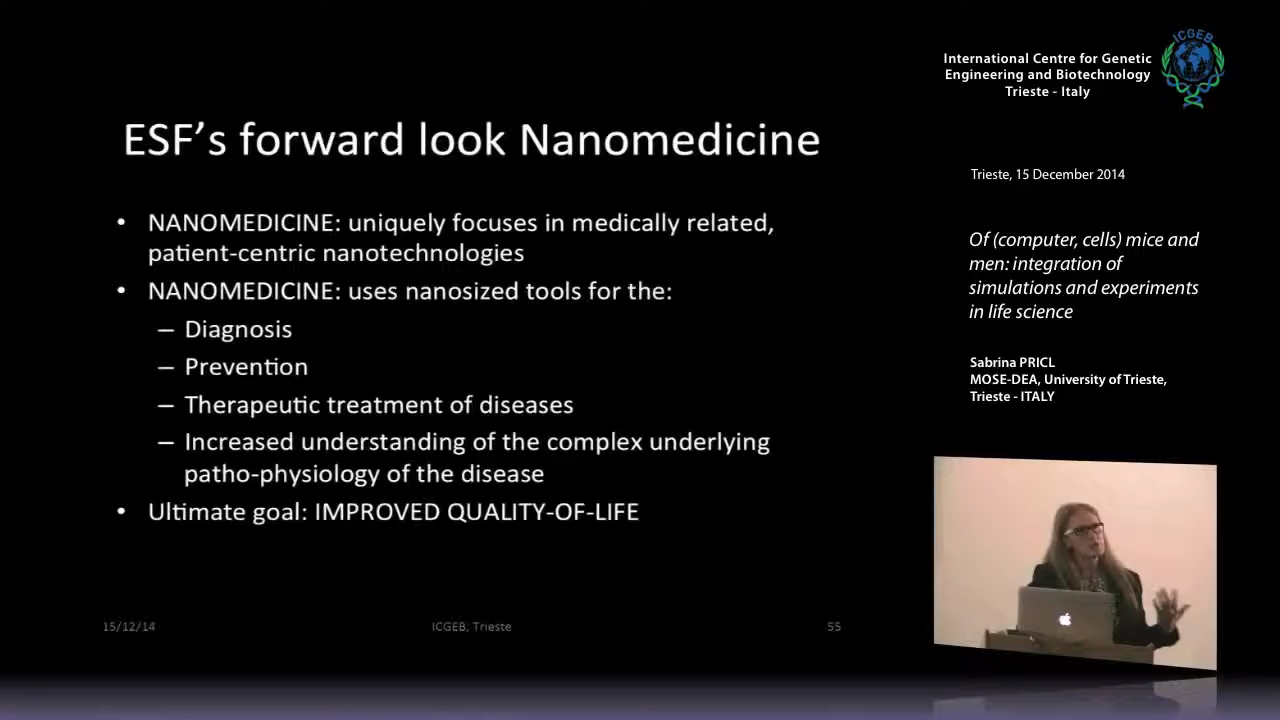 ESF's forward look Nanomedicine
• NANOMEDICINE: uniquely focuses in medically related,
patient-centric nanotechnologies
• NANOMEDICINE: uses nanosized tools for the:
– Diagnosis
– Prevention
– Therapeutic treatment of diseases
– Increased understanding of the complex underlying
patho-physiology of the disease
• Ultimate goal: IMPROVED QUALITY-OF-LIFE
15/12/14
ICGEB, Trieste
55
International Centre for Genetic
Engineering and Biotechnology
Trieste - Italy
ICGEB
Trieste, 15 December 2014
Of (computer, cells) mice and
men: integration of
simulations and experiments
in life science
Sabrina PRICL
MOSE-DEA, University of Trieste,
Trieste - ITALY